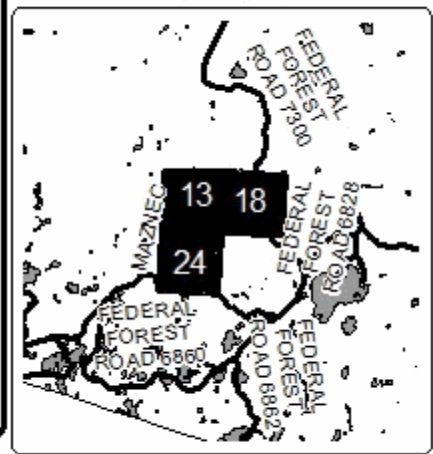 FEDERAL
FOREST
ROAD 7300
13
18
MAZNEC
24
FEDERAL
FOREST
ROAD 6828
FEDERAL
FOREST
ROAD 6860
FEDERAL
FOREST
ROAD 6862